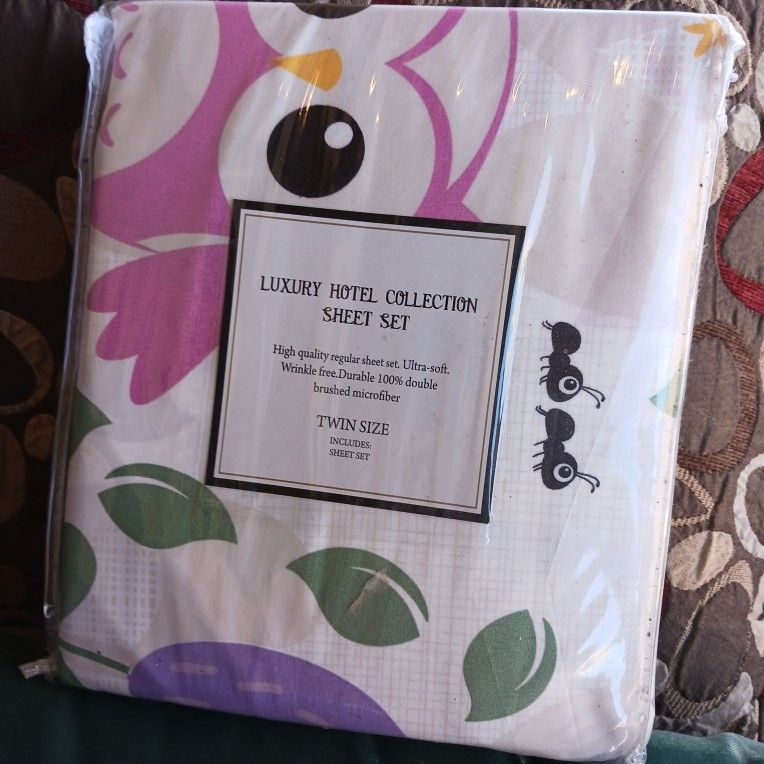 LUXURY HOTEL COLLECTION
SHEET SET
High quality regular sheet set. Ultra-soft.
Wrinkle free.Durable 100% double
brushed microfiber
TWIN SIZE
INCLUDES:
SHEET SET